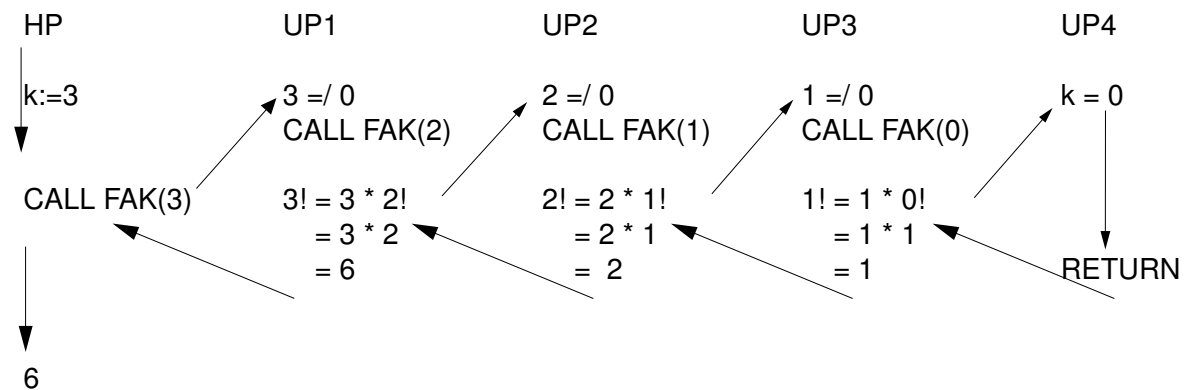 HP UP1 UP2 UP3 UP4
k:=3 3 =/ 0 2 =/ 0 1 =/ 0 k = 0
CALL FAK(2) CALL FAK(1) CALL FAK(0)
CALL FAK(3) 3! = 3 * 2! 2! = 2 * 1! 1! = 1 * 0!
= 3 * 2 = 2 * 1 = 1 * 1
= 6 = 2 = 1 RETURN
6